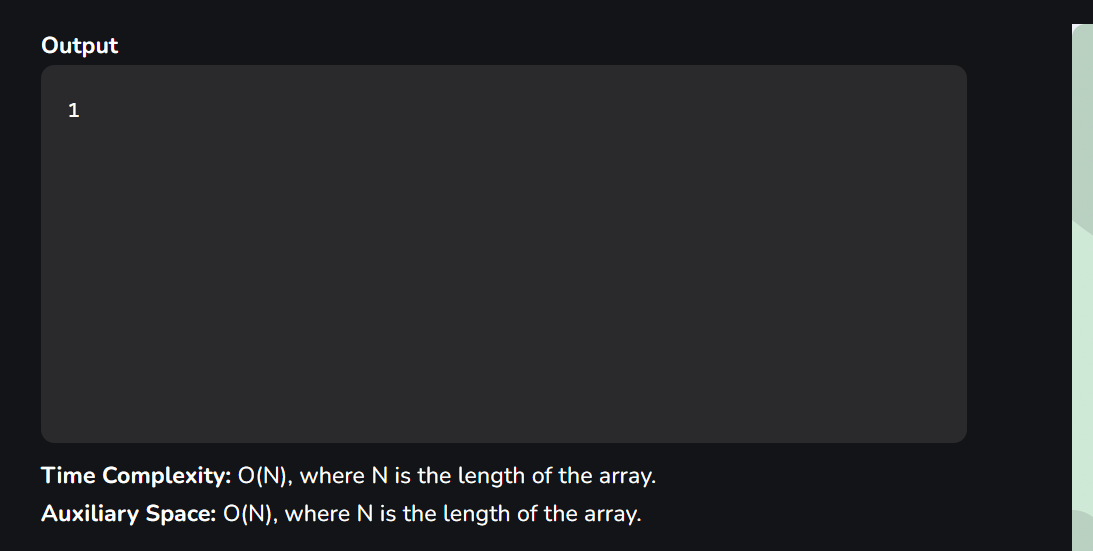 Output
1
Time Complexity: O(N), where N is the length of the array.
Auxiliary Space: O(N), where N is the length of the array.